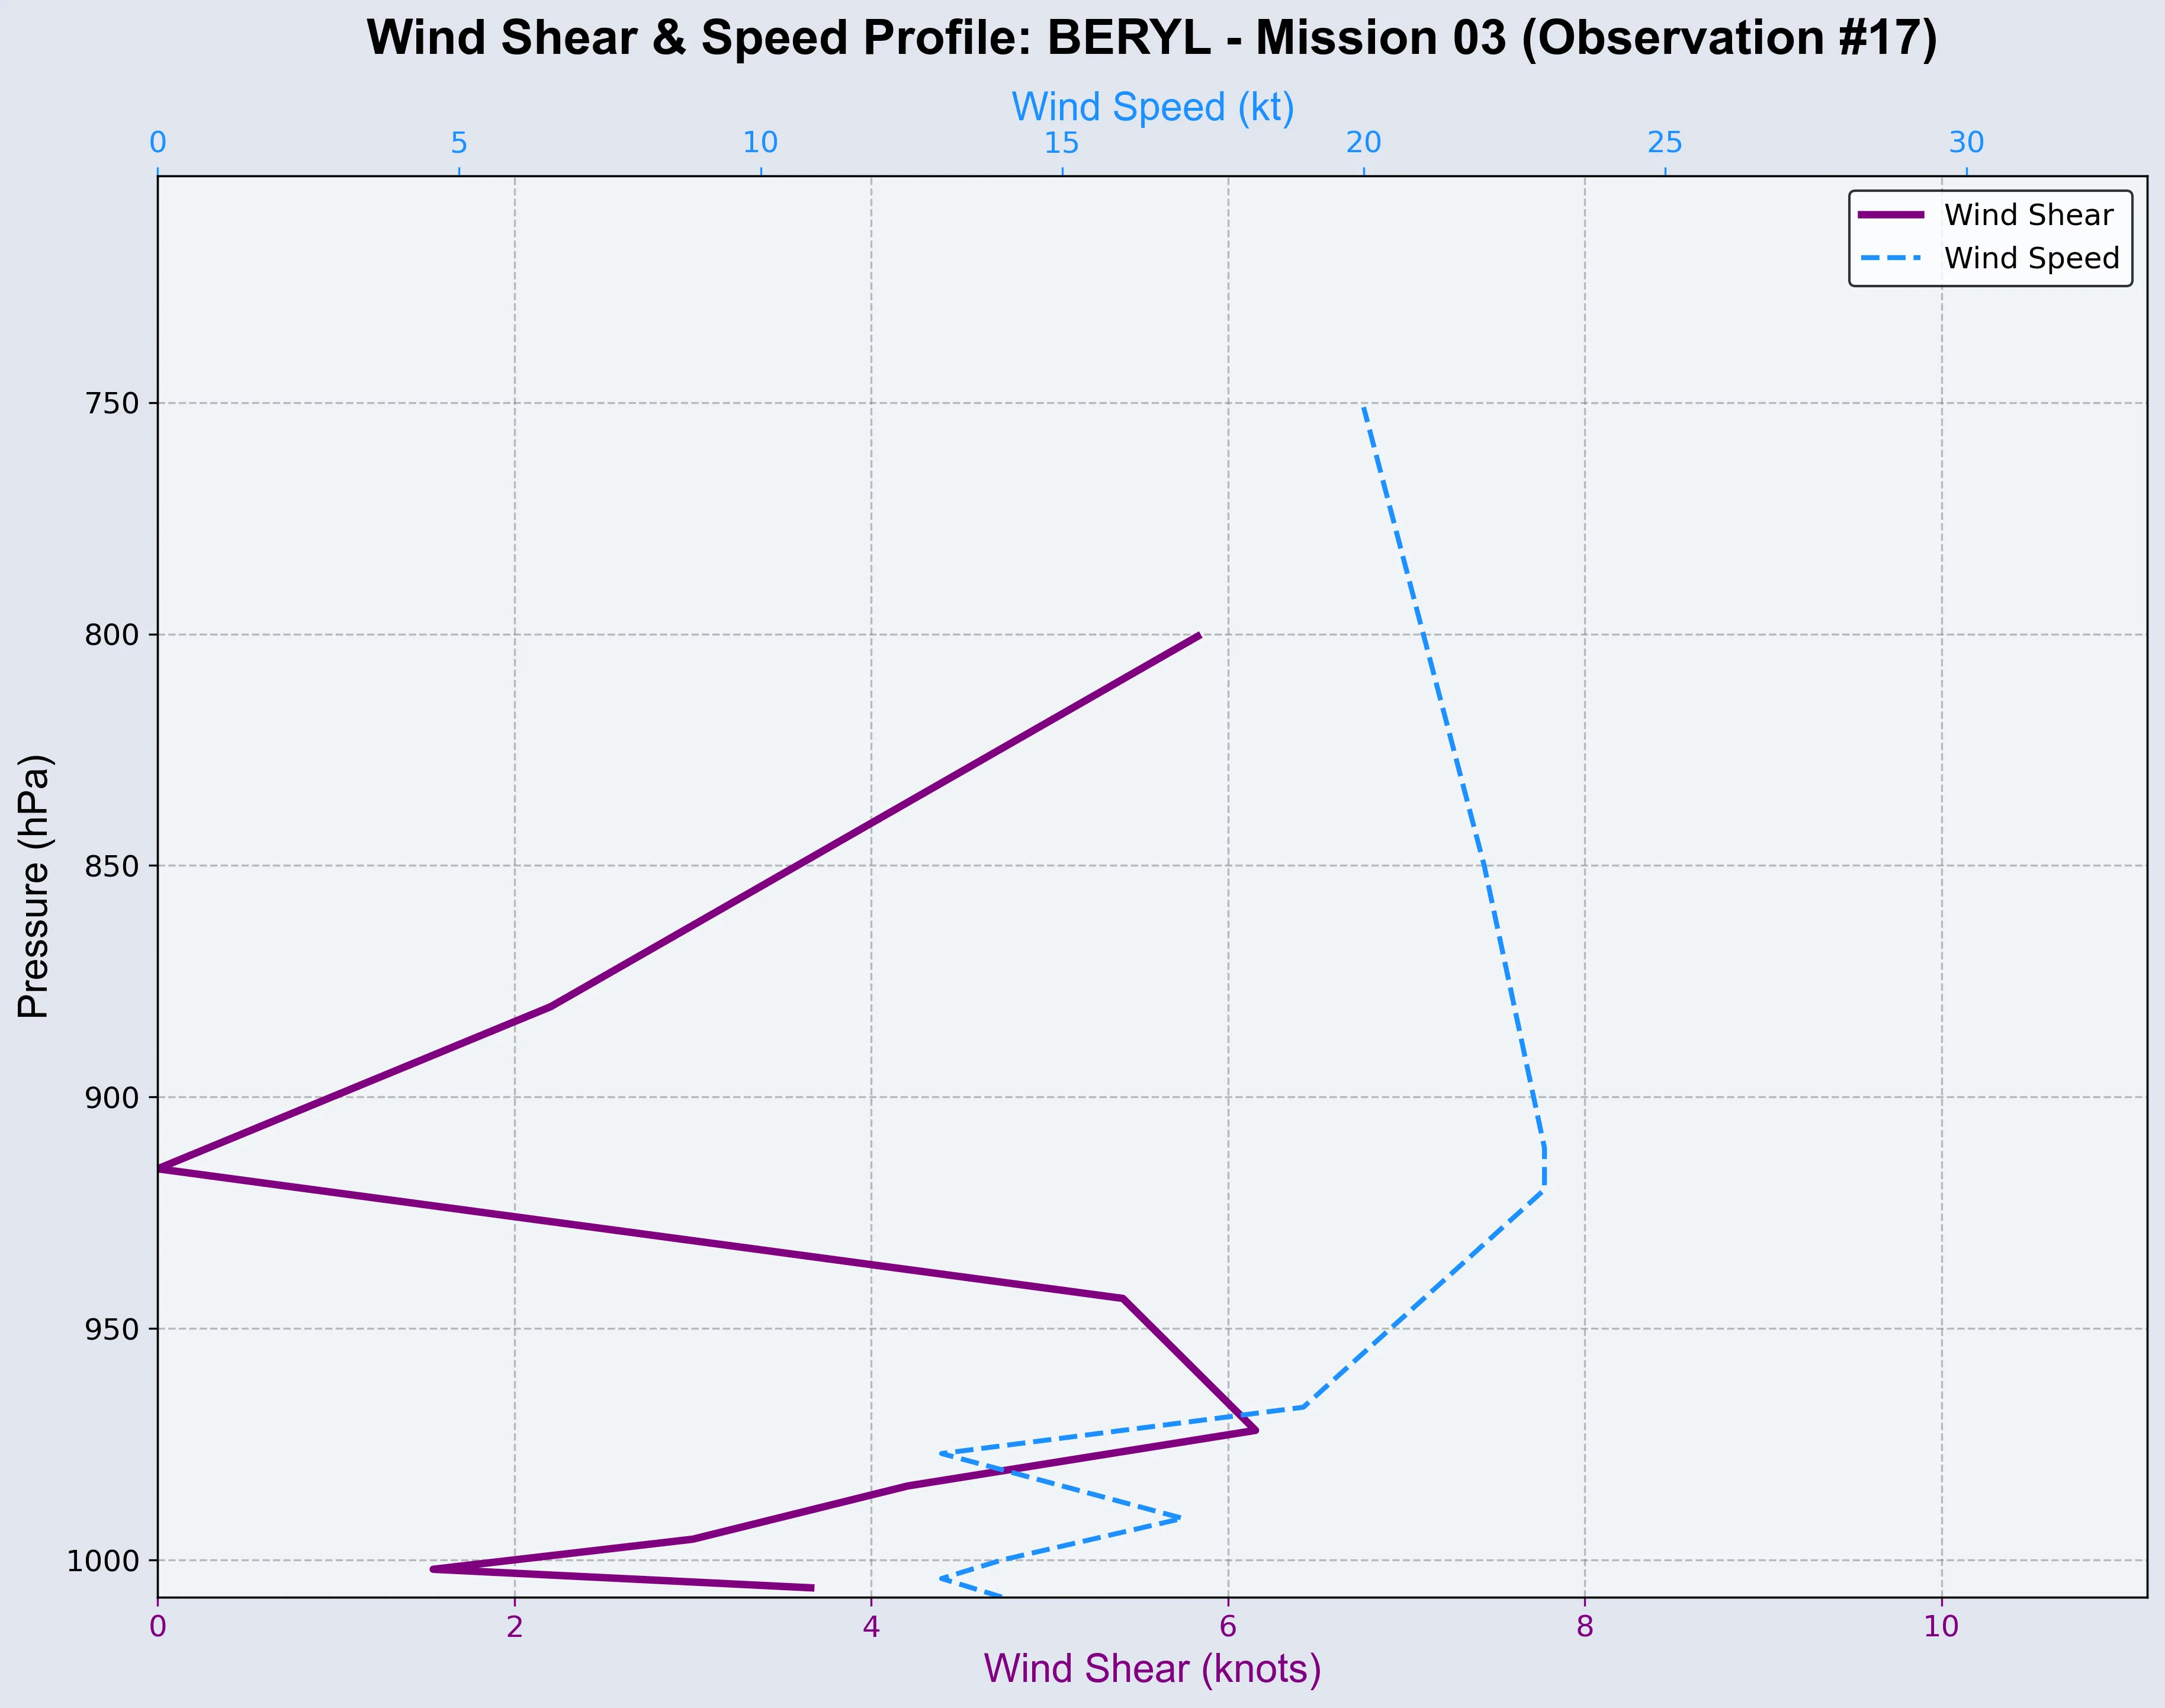 Wind Shear & Speed Profile: BERYL - Mission 03 (Observation #17)
Wind Speed (kt)
0 5 10 15 20 25 30
Wind Shear
Wind Speed
750
800
850
900
950
1000
Pressure (hPa)
0 2 4 6 8 10
Wind Shear (knots)